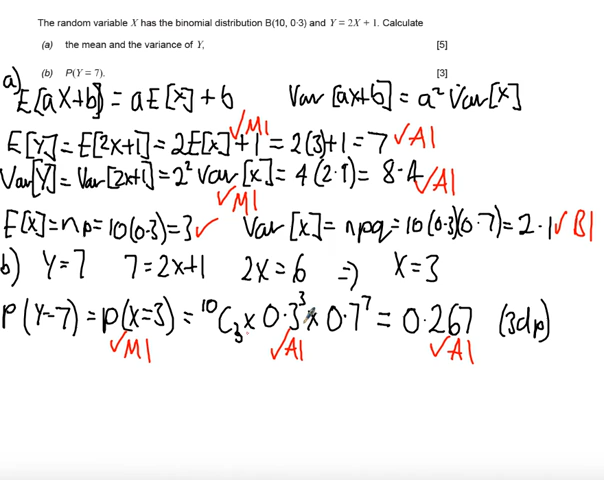 The random variable X has the binomial distribution B(10, 0·3) and Y = 2X + 1. Calculate
(a) the mean and the variance of Y, [5]
(b) P(Y = 7). [3]
a) E[aX+b] = aE[X]+b Var[aX+b] = a² Var[X]
E[Y] = E[2X+1] = 2E[X]+1 = 2(3)+1 = 7 ✓A1
✓M1
Var[Y] = Var[2X+1] = 2² Var[X] = 4(2·1) = 8·4 ✓A1
✓M1
E[X] = np = 10(0·3) = 3 ✓ Var[X] = npq = 10(0·3)(0·7) = 2·1 ✓B1
b) Y=7 7=2X+1 2X=6 ⇒ X=3
P(Y=7) = P(X=3) = ¹⁰C₃ × 0·3³ × 0·7⁷ = 0·267 (3dp)
✓M1 ✓A1 ✓A1